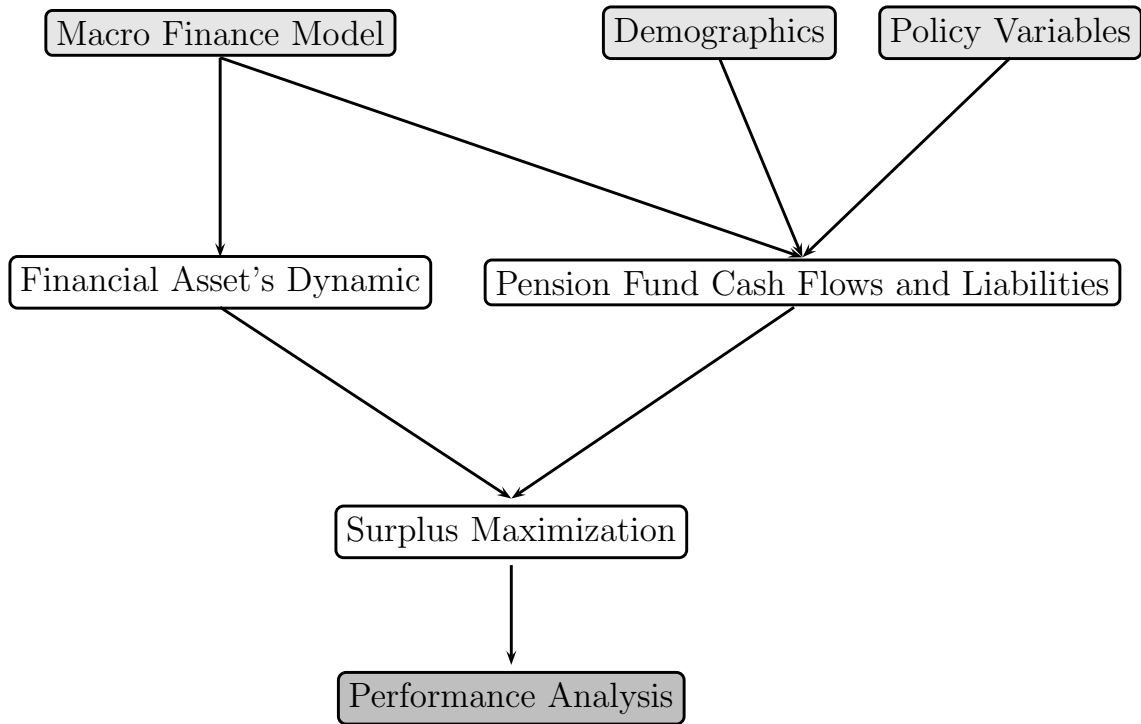 Macro Finance Model
Demographics
Policy Variables
Financial Asset's Dynamic
Pension Fund Cash Flows and Liabilities
Surplus Maximization
Performance Analysis